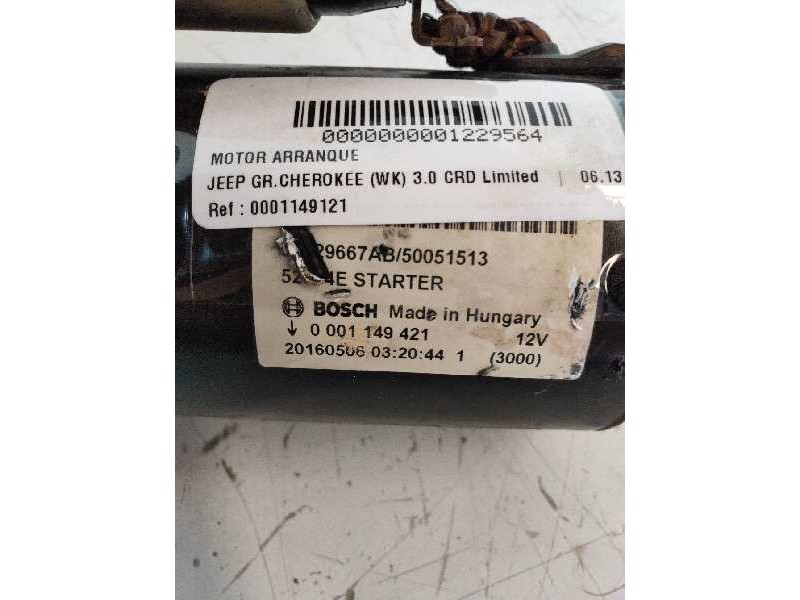 0000000001229564
MOTOR ARRANQUE
JEEP GR.CHEROKEE (WK) 3.0 CRD Limited | 06.13
Ref : 0001149121
29667AB/50051513
4E STARTER
BOSCH Made in Hungary
0 001 149 421 12V
20160506 03:20:44 1 (3000)